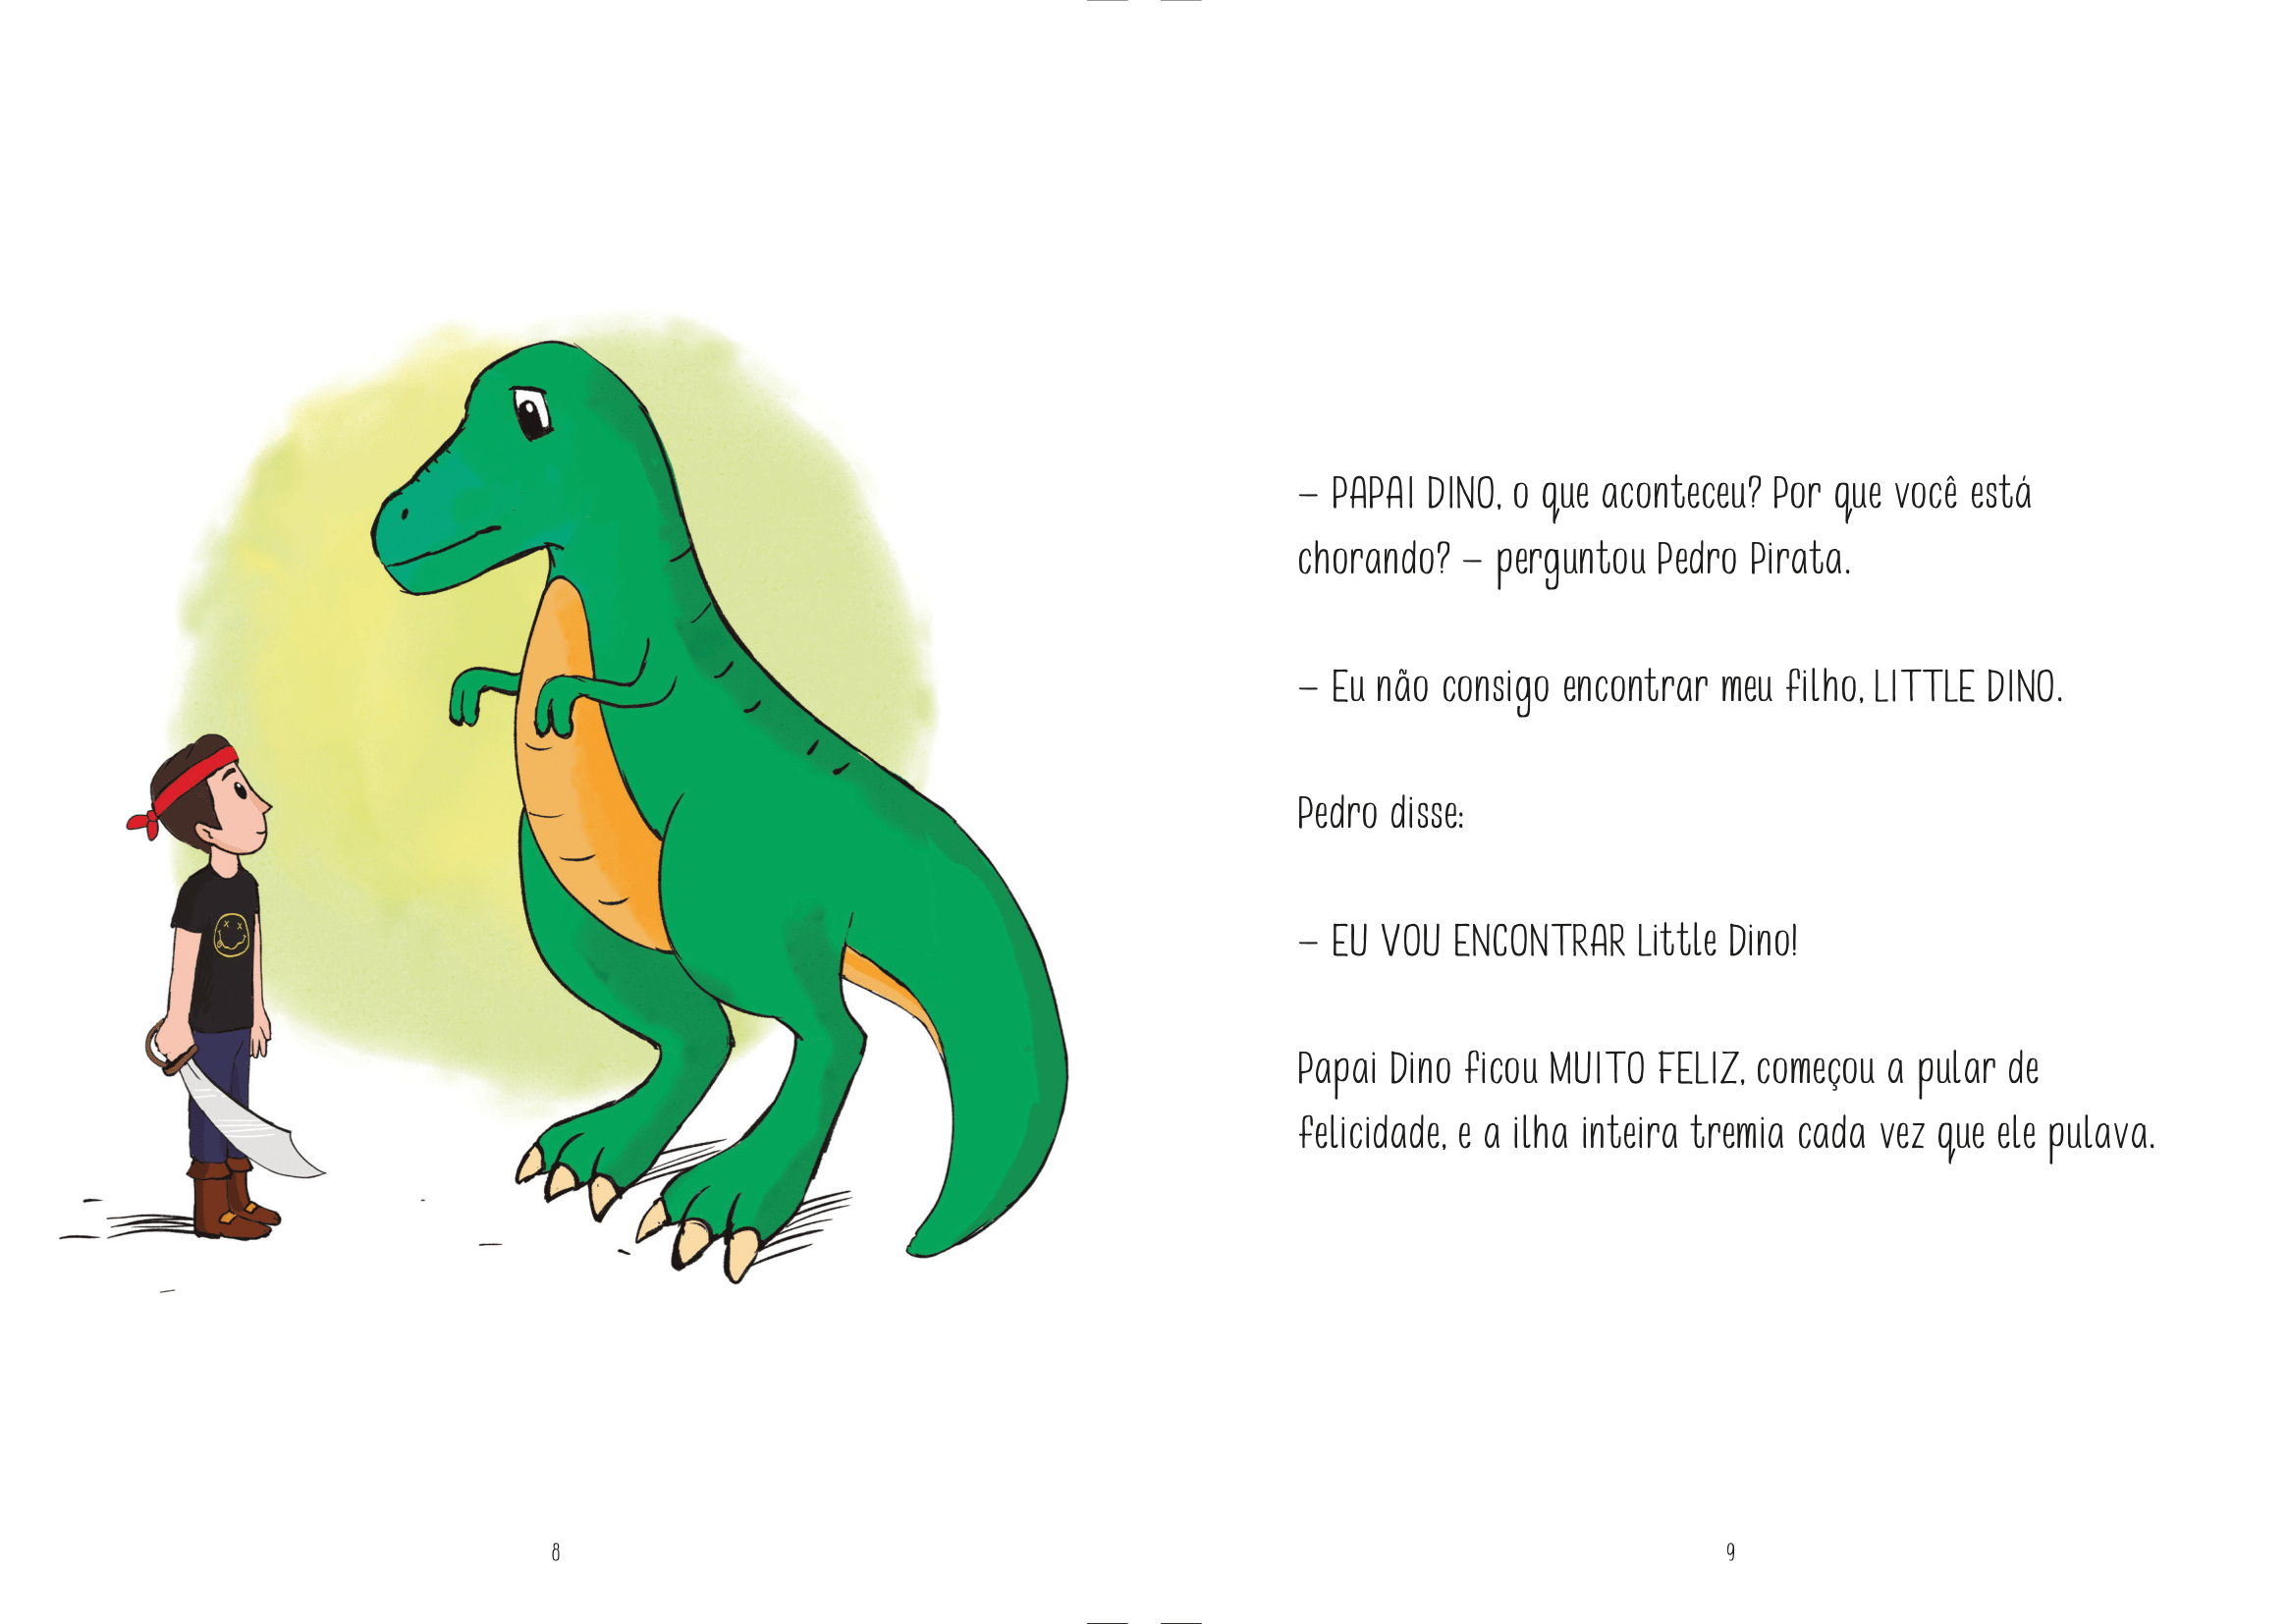 – PAPAI DINO, o que aconteceu? Por que você está
chorando? – perguntou Pedro Pirata.
– Eu não consigo encontrar meu filho, LITTLE DINO.
Pedro disse:
– EU VOU ENCONTRAR Little Dino!
Papai Dino ficou MUITO FELIZ, começou a pular de
felicidade, e a ilha inteira tremia cada vez que ele pulava.
8
9